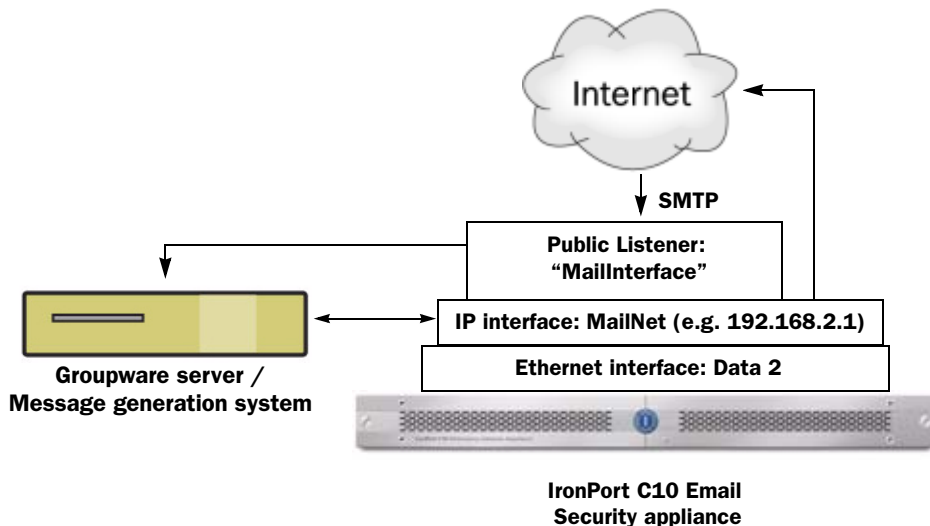 Internet
SMTP
Public Listener:
“MailInterface”
IP interface: MailNet (e.g. 192.168.2.1)
Ethernet interface: Data 2
Groupware server /
Message generation system
IronPort C10 Email
Security appliance